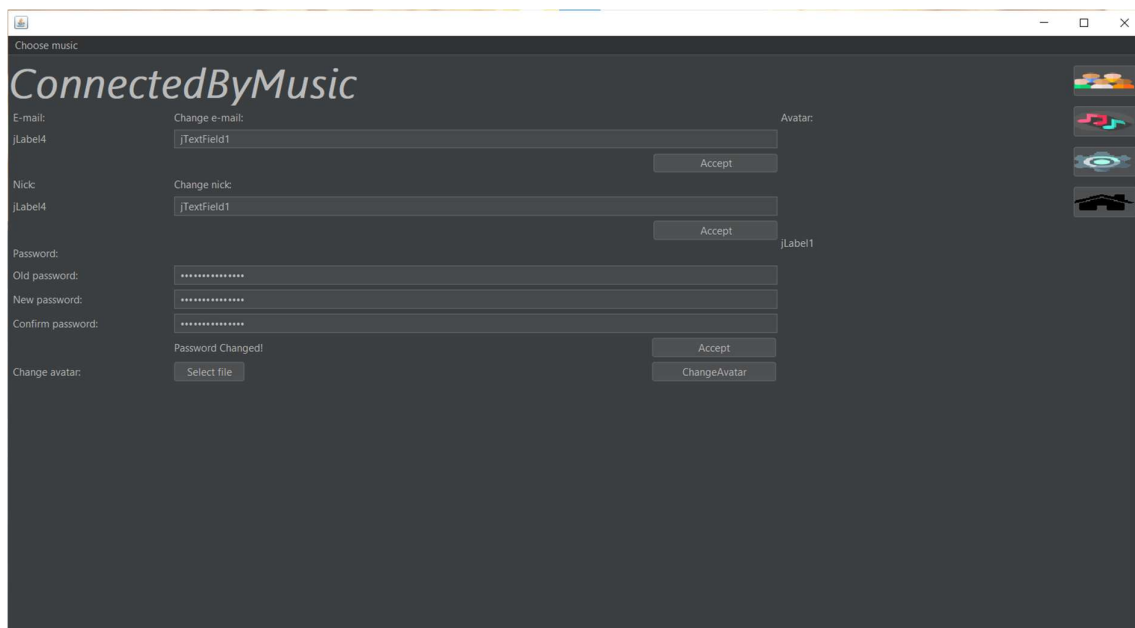 Choose music
ConnectedByMusic
E-mail: Change e-mail: Avatar:
jLabel4 jTextField1
Accept
Nick: Change nick:
jLabel4 jTextField1
Accept
jLabel1
Password:
Old password: •••••••••••••••
New password: •••••••••••••••
Confirm password: •••••••••••••••
Password Changed! Accept
Change avatar: Select file ChangeAvatar